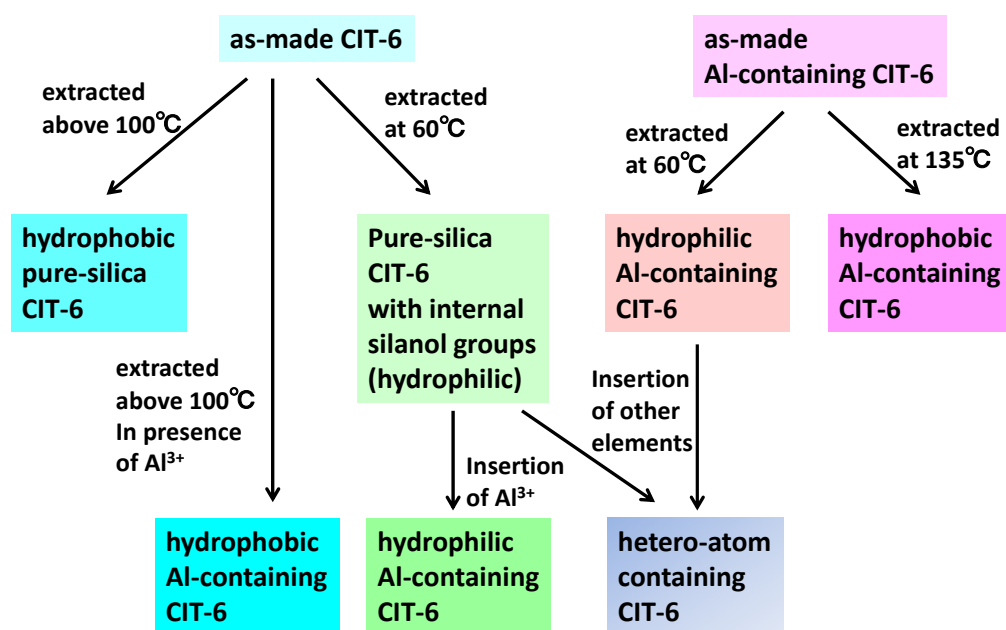 as-made CIT-6
as-made
Al-containing CIT-6
extracted
above 100℃
extracted
at 60℃
extracted
at 60℃
extracted
at 135℃
hydrophobic
pure-silica
CIT-6
Pure-silica
CIT-6
with internal
silanol groups
(hydrophilic)
hydrophilic
Al-containing
CIT-6
hydrophobic
Al-containing
CIT-6
extracted
above 100℃
In presence
of Al³⁺
Insertion
of other
elements
Insertion
of Al³⁺
hydrophobic
Al-containing
CIT-6
hydrophilic
Al-containing
CIT-6
hetero-atom
containing
CIT-6